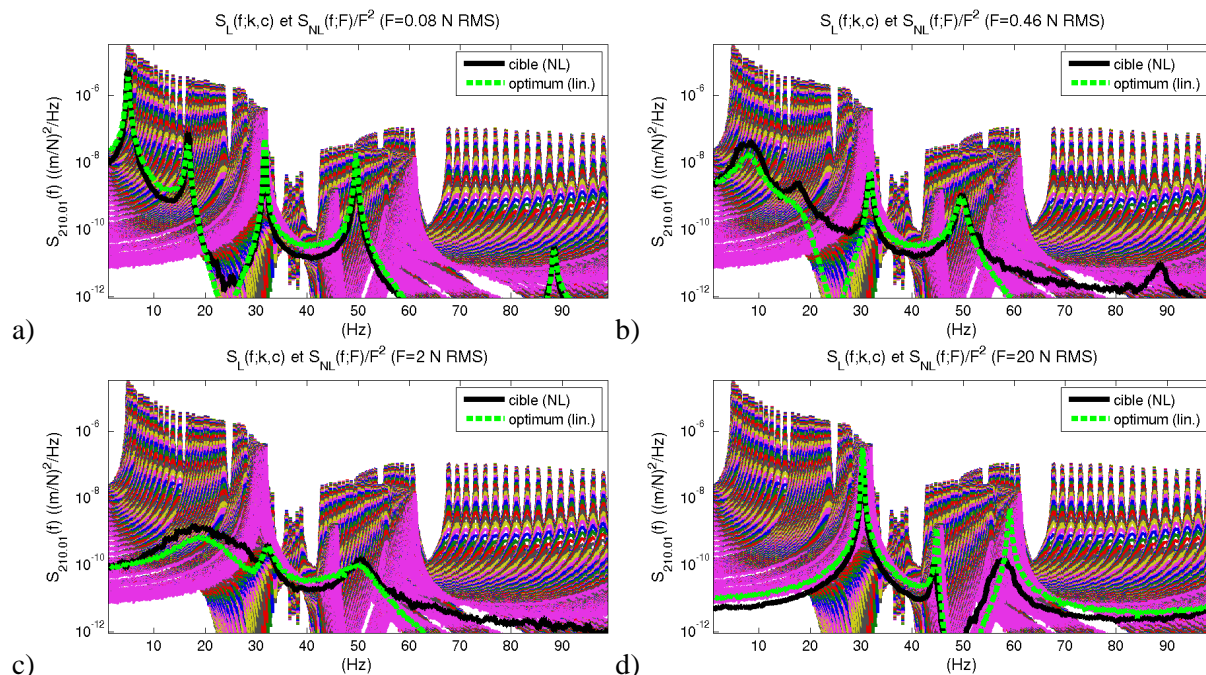 S_L(f;k,c) et S_NL(f;F)/F^2 (F=0.08 N RMS)
cible (NL)
optimum (lin.)
S_210.01(f) ((m/N)^2/Hz)
10^-6
10^-8
10^-10
10^-12
10 20 30 40 50 60 70 80 90
(Hz)
a)
S_L(f;k,c) et S_NL(f;F)/F^2 (F=0.46 N RMS)
cible (NL)
optimum (lin.)
S_210.01(f) ((m/N)^2/Hz)
10^-6
10^-8
10^-10
10^-12
10 20 30 40 50 60 70 80 90
(Hz)
b)
S_L(f;k,c) et S_NL(f;F)/F^2 (F=2 N RMS)
cible (NL)
optimum (lin.)
S_210.01(f) ((m/N)^2/Hz)
10^-6
10^-8
10^-10
10^-12
10 20 30 40 50 60 70 80 90
(Hz)
c)
S_L(f;k,c) et S_NL(f;F)/F^2 (F=20 N RMS)
cible (NL)
optimum (lin.)
S_210.01(f) ((m/N)^2/Hz)
10^-6
10^-8
10^-10
10^-12
10 20 30 40 50 60 70 80 90
(Hz)
d)